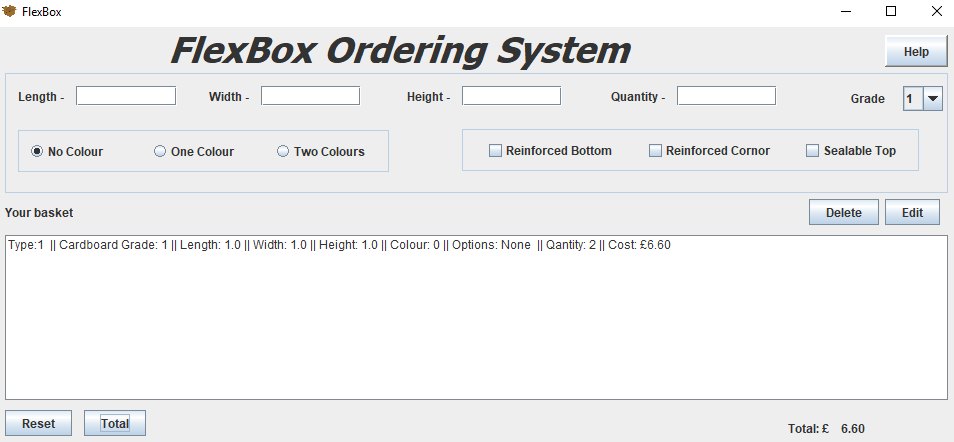 FlexBox
FlexBox Ordering System
Help
Length - Width - Height - Quantity - Grade 1
No Colour One Colour Two Colours Reinforced Bottom Reinforced Cornor Sealable Top
Your basket Delete Edit
Type:1 || Cardboard Grade: 1 || Length: 1.0 || Width: 1.0 || Height: 1.0 || Colour: 0 || Options: None || Qantity: 2 || Cost: £6.60
Reset Total Total: £ 6.60